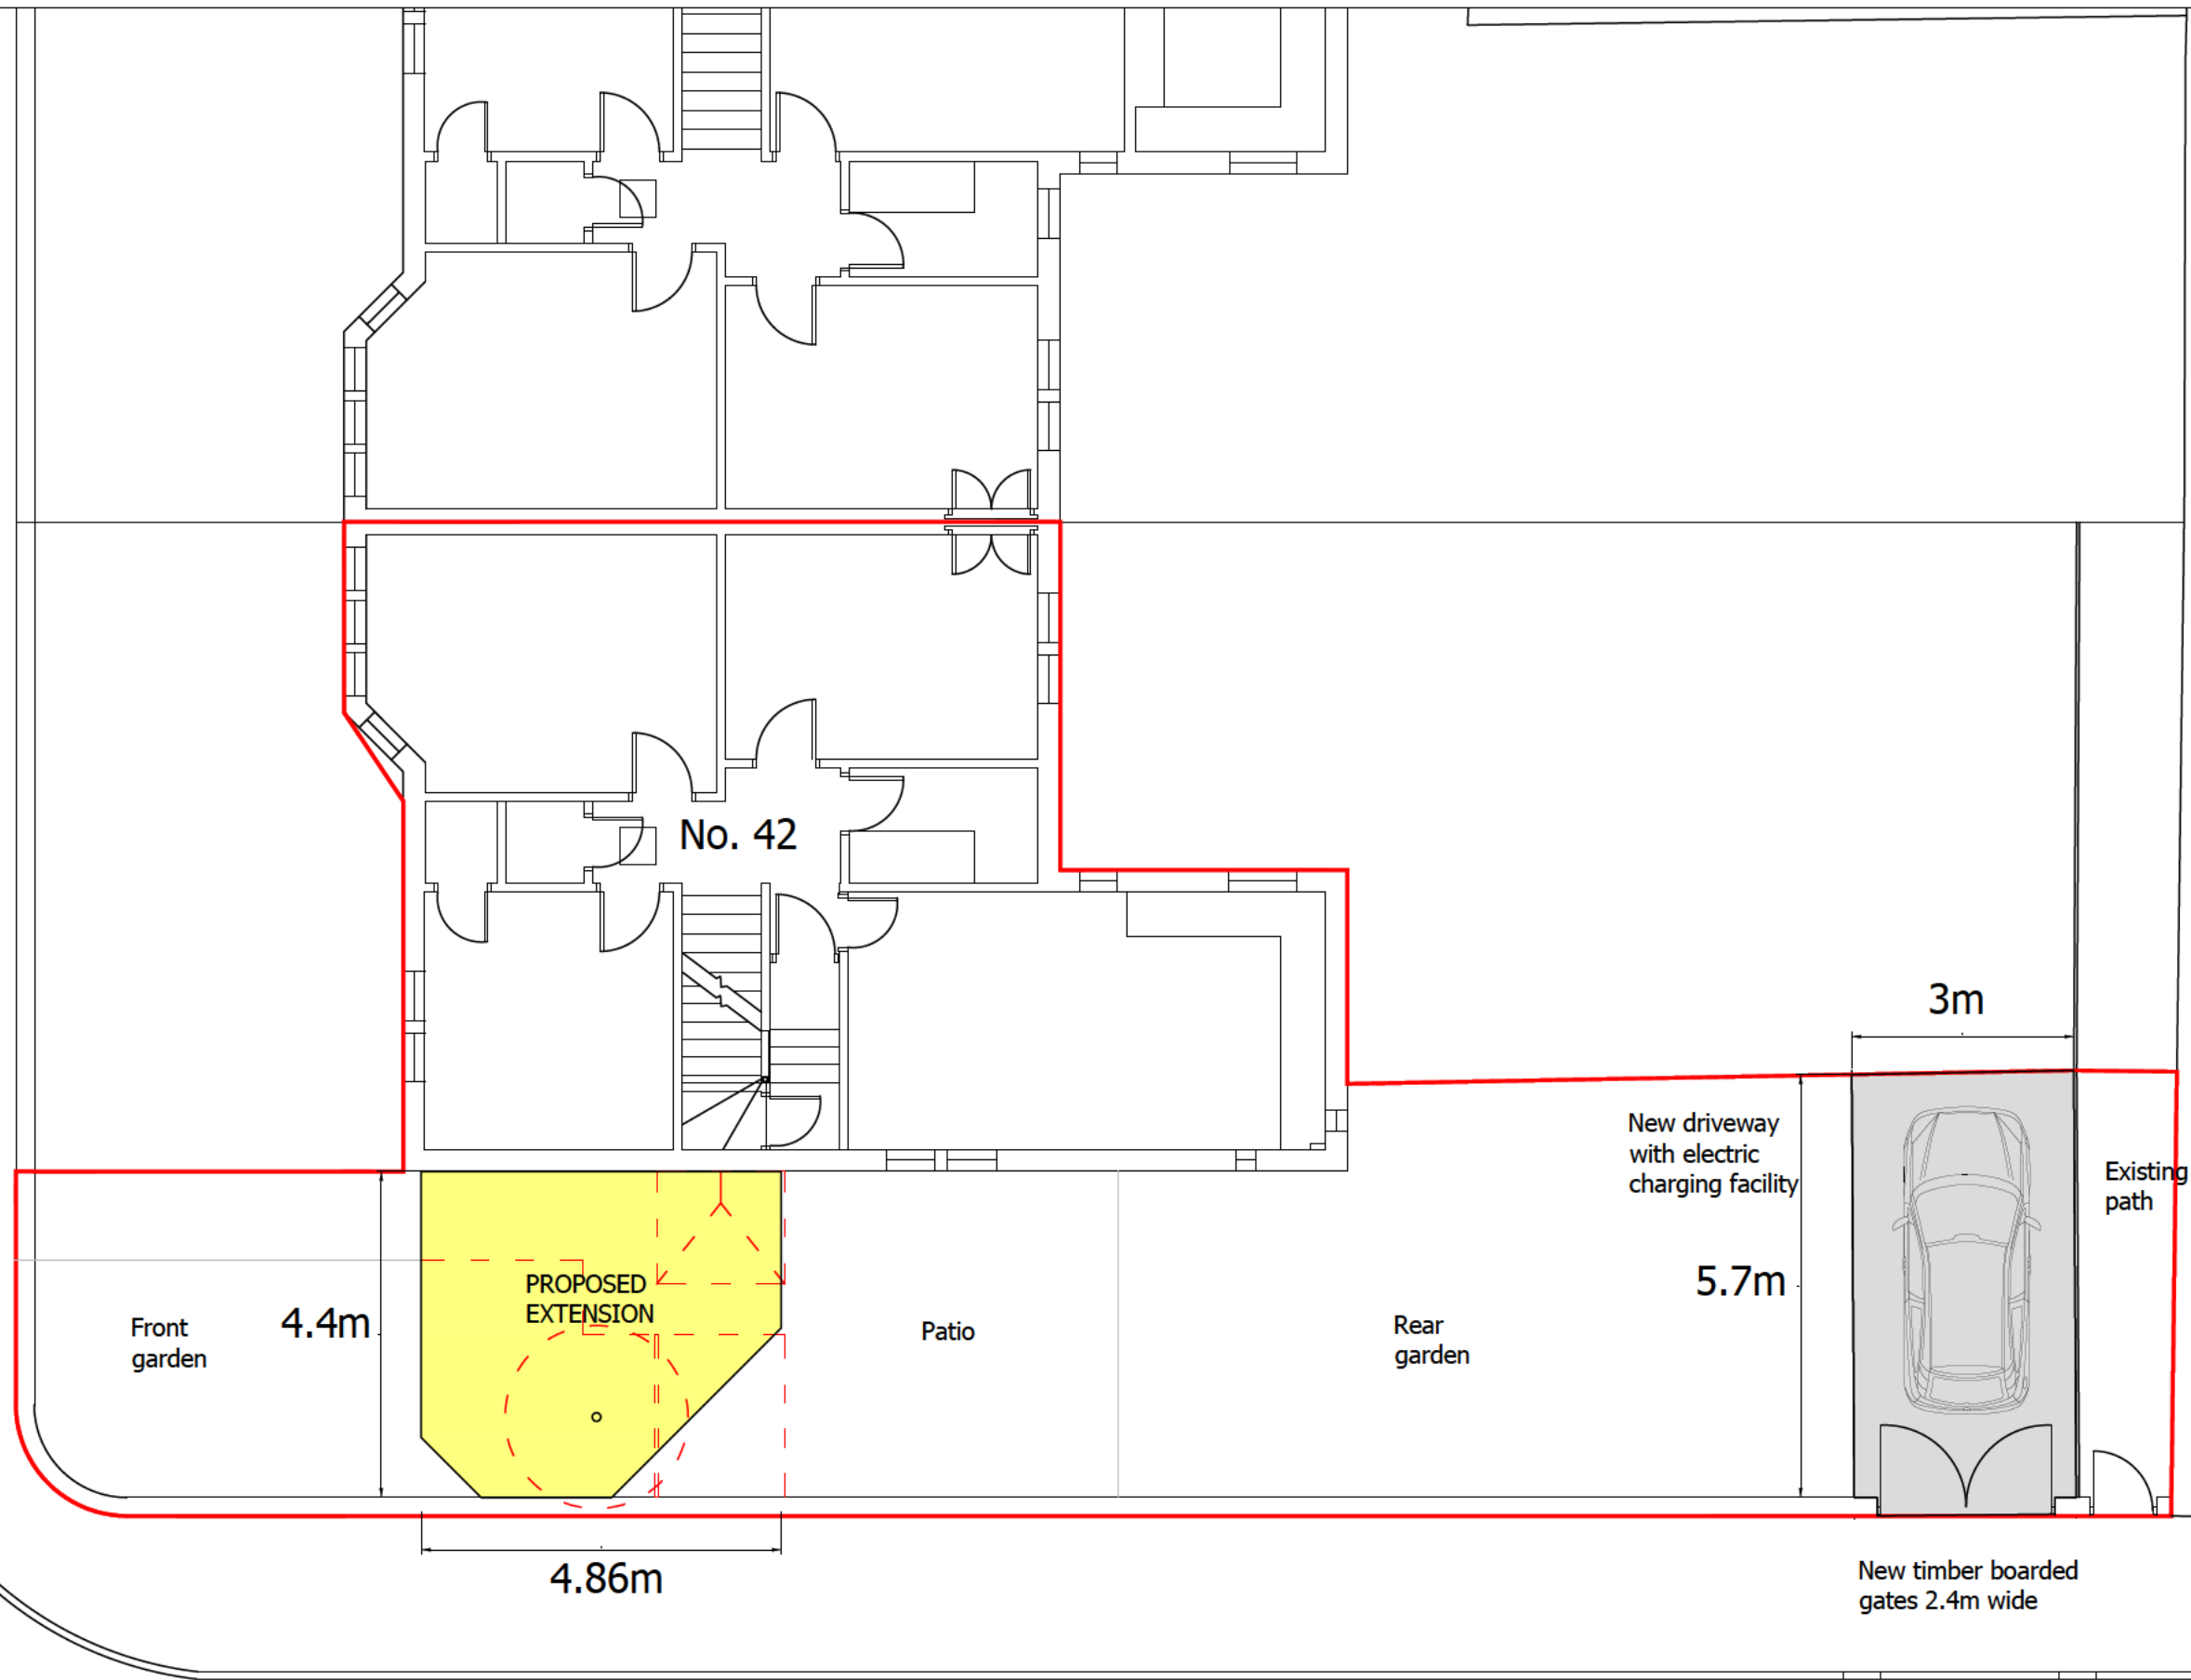 No. 42
3m
New driveway
with electric
charging facility
Existing
path
PROPOSED
EXTENSION
5.7m
4.4m
Front
garden
Patio
Rear
garden
4.86m
New timber boarded
gates 2.4m wide